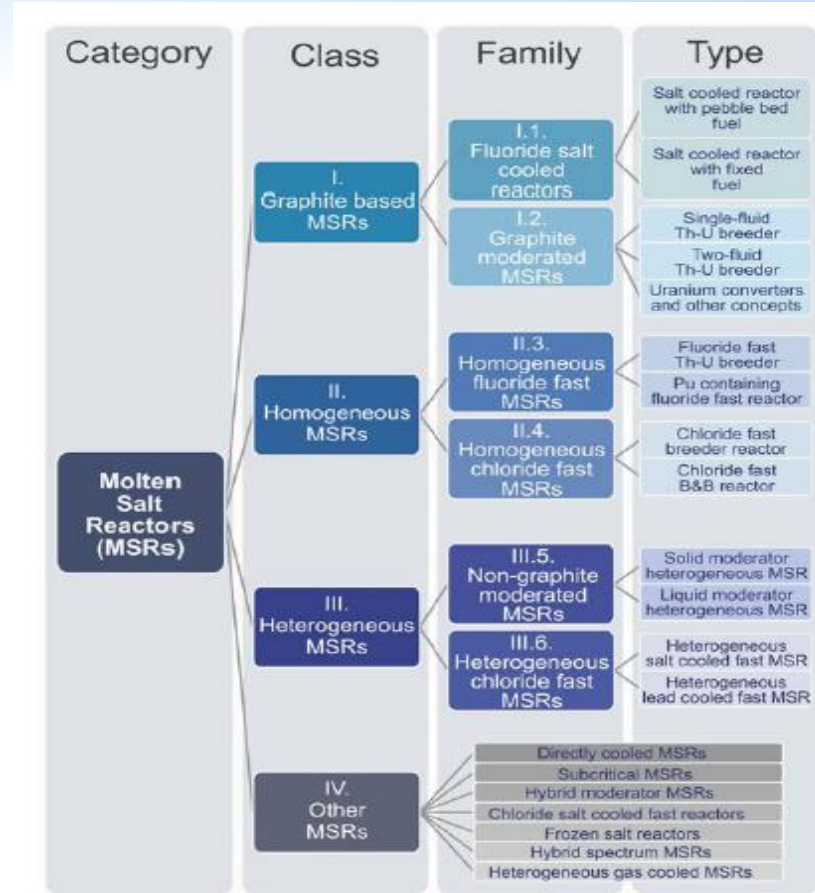 Category
Class
Family
Type
Molten
Salt
Reactors
(MSRs)
I.
Graphite based
MSRs
I.1.
Fluoride salt
cooled
reactors
Salt cooled reactor
with pebble bed
fuel
Salt cooled reactor
with fixed
fuel
I.2.
Graphite
moderated
MSRs
Single-fluid
Th-U breeder
Two-fluid
Th-U breeder
Uranium converters
and other concepts
II.
Homogeneous
MSRs
II.3.
Homogeneous
fluoride fast
MSRs
Fluoride fast
Th-U breeder
Pu containing
fluoride fast reactor
II.4.
Homogeneous
chloride fast
MSRs
Chloride fast
breeder reactor
Chloride fast
B&B reactor
III.
Heterogeneous
MSRs
III.5.
Non-graphite
moderated
MSRs
Solid moderator
heterogeneous MSR
Liquid moderator
heterogeneous MSR
III.6.
Heterogeneous
chloride fast
MSRs
Heterogeneous
salt cooled fast MSR
Heterogeneous
lead cooled fast MSR
IV.
Other
MSRs
Directly cooled MSRs
Subcritical MSRs
Hybrid moderator MSRs
Chloride salt cooled fast reactors
Frozen salt reactors
Hybrid spectrum MSRs
Heterogeneous gas cooled MSRs